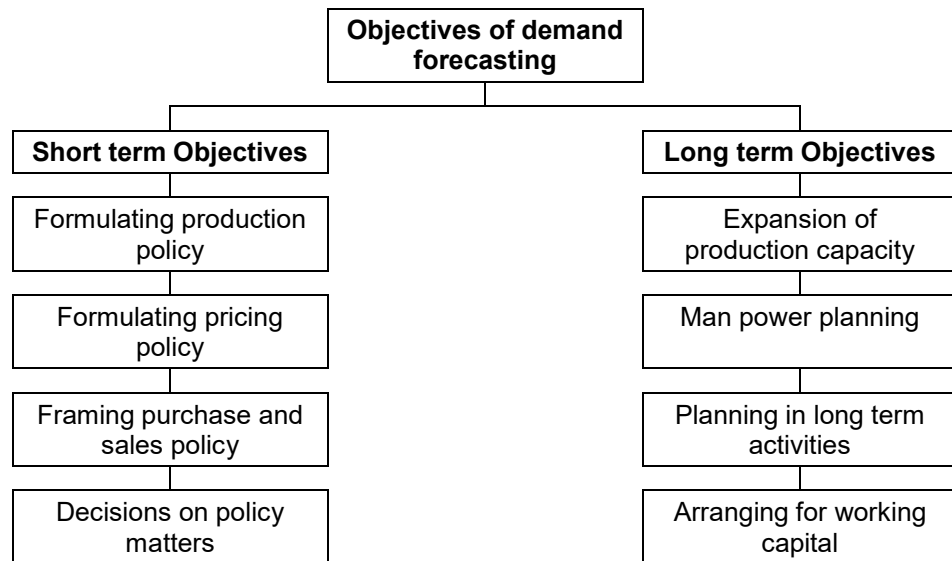 Objectives of demand
forecasting
Short term Objectives
Formulating production
policy
Formulating pricing
policy
Framing purchase and
sales policy
Decisions on policy
matters
Long term Objectives
Expansion of
production capacity
Man power planning
Planning in long term
activities
Arranging for working
capital